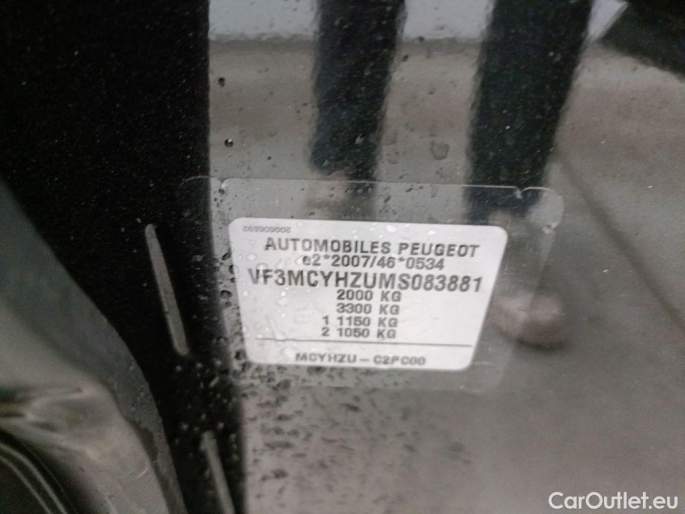 AUTOMOBILES PEUGEOT
e2*2007/46*0534
VF3MCYHZUMS083881
2000 KG
3300 KG
1 1150 KG
2 1050 KG
MCYHZU - C2PC00
CarOutlet.eu